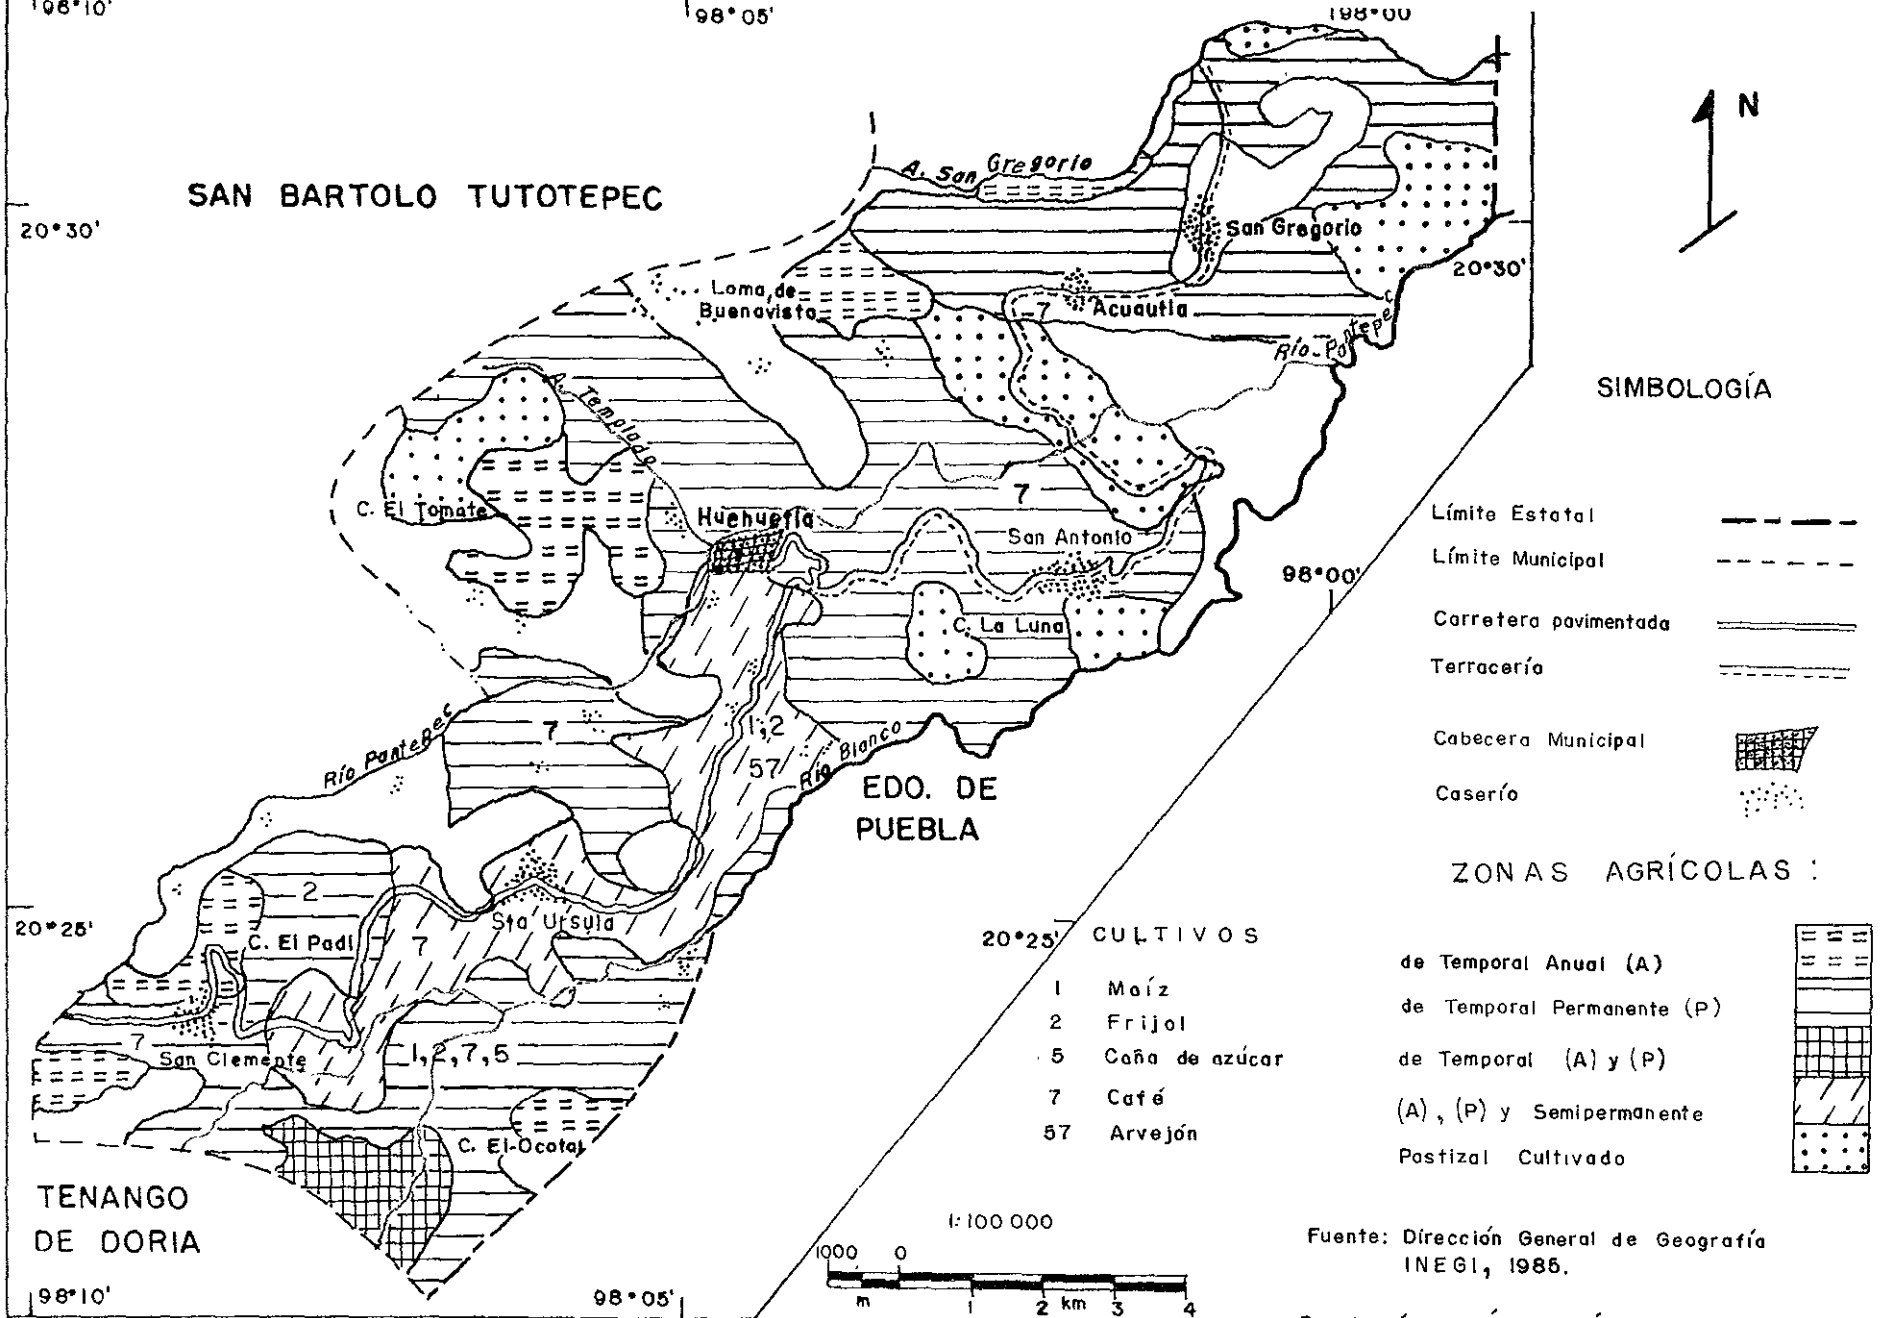 98°05'
SAN BARTOLO TUTOTEPEC
20°30'
A. San Gregorio
N
San Gregorio
20°30'
Loma de
Buenavista
7
Acuautla
Río Pantepec
A. Templado
SIMBOLOGÍA
C. El Tomate
Huehuetla
7
San Antonio
98°00'
C. La Luna
Límite Estatal
Límite Municipal
Carretera pavimentada
Terracería
Cabecera Municipal
Caserío
Río Pantepec
7
1,2
57
Río Blanco
EDO. DE
PUEBLA
2
C. El Padi
7
Sta Ursula
20°25'
ZONAS AGRÍCOLAS :
20°25'
CULTIVOS
1 Maíz
2 Frijol
5 Caña de azúcar
7 Café
57 Arvejón
de Temporal Anual (A)
de Temporal Permanente (P)
de Temporal (A) y (P)
(A), (P) y Semipermanente
Pastizal Cultivado
7
San Clemente
1,2,7,5
C. El Ocotal
TENANGO
DE DORIA
1:100 000
1000 0
m 1 2 km 3 4
Fuente: Dirección General de Geografía
INEGI, 1985.
98°10'
98°05'